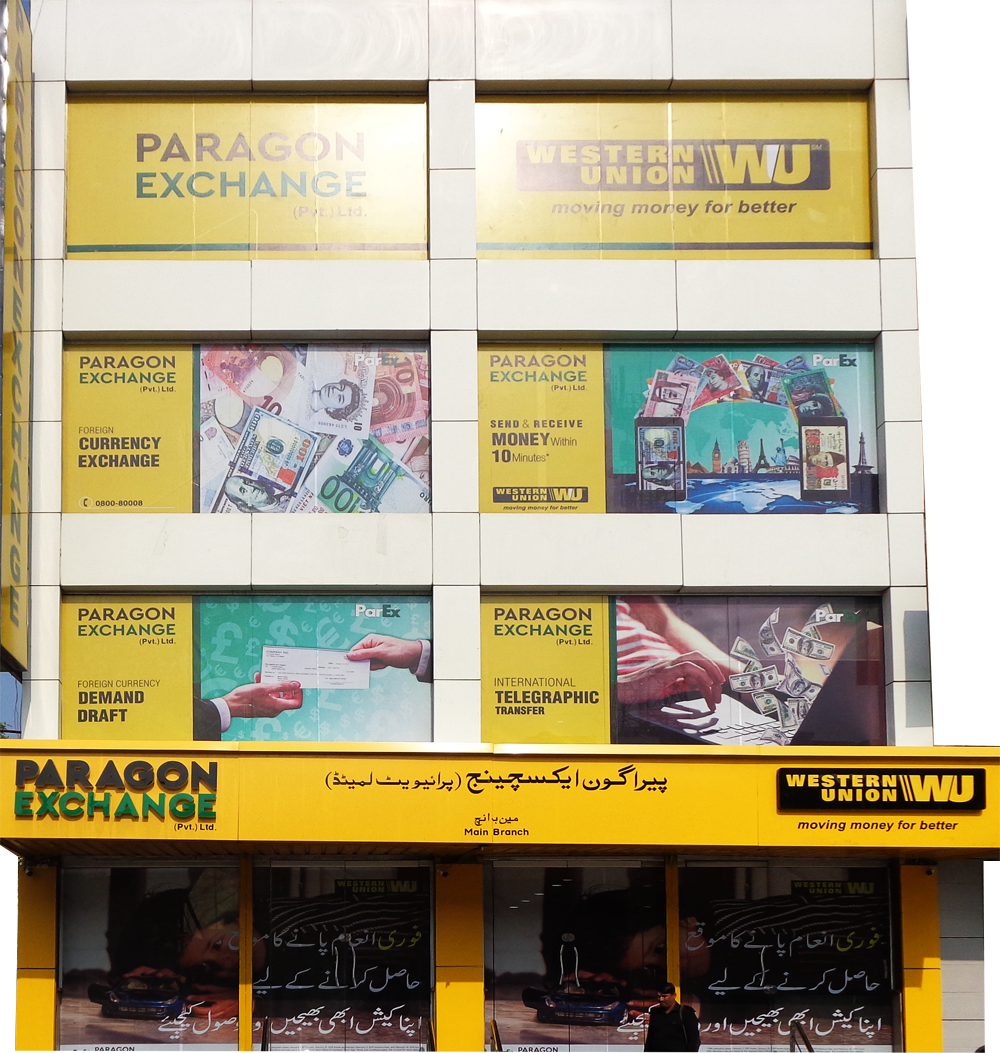 PARAGON EXCHANGE
PARAGON
EXCHANGE
(Pvt.) Ltd.
WESTERN
UNION WU
moving money for better
PARAGON
EXCHANGE
(Pvt.) Ltd.
FOREIGN
CURRENCY
EXCHANGE
0800-80008
ParEx
PARAGON
EXCHANGE
(Pvt.) Ltd.
SEND & RECEIVE
MONEY Within
10 Minutes*
WESTERN
UNION WU
moving money for better
ParEx
PARAGON
EXCHANGE
(Pvt.) Ltd.
FOREIGN CURRENCY
DEMAND
DRAFT
ParEx
PARAGON
EXCHANGE
(Pvt.) Ltd.
INTERNATIONAL
TELEGRAPHIC
TRANSFER
ParEx
PARAGON
EXCHANGE
(Pvt.) Ltd.
پیراگون ایکسچینج (پرائیویٹ لمیٹڈ)
مین برانچ
Main Branch
WESTERN
UNION WU
moving money for better
WESTERN
UNION WU
فوری انعام پانے کا موقع
حاصل کرنے کے لیے
اپنا کیش ابھی بھیجیں اور وصول کیجیئے
PARAGON
WESTERN
UNION WU
فوری انعام پانے کا موقع
حاصل کرنے کے لیے
اپنا کیش ابھی بھیجیں اور کیجیئے
PARAGON